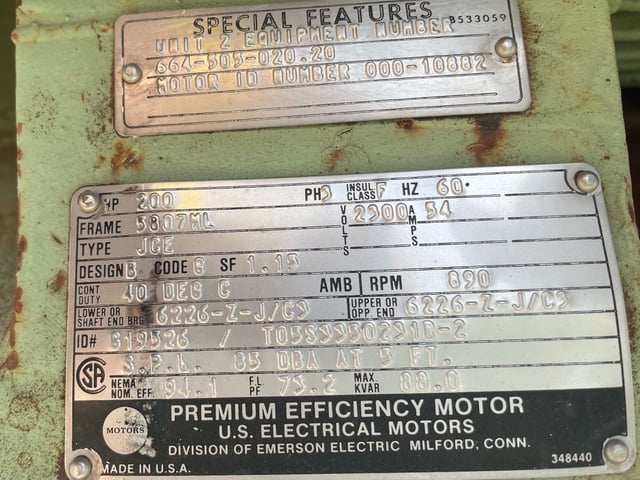 SPECIAL FEATURES B533059
UNIT 2 EQUIPMENT NUMBER
664-505-020.20
MOTOR ID NUMBER 000-10882
HP 200 PH 3 INSUL CLASS F HZ 60
FRAME 5807ML VOLTS 2300 AMPS 54
TYPE JCE
DESIGN B CODE G SF 1.15
CONT DUTY 40 DEG C AMB RPM 890
LOWER OR SHAFT END BRG 6226-Z-J/C3 UPPER OR OPP END 6226-Z-J/C3
ID# / T05S3350231R-2
S.P.L. 85 DBA AT 5 FT.
SA NEMA NOM. EFF. 94.1 F.L. PF 73.2 MAX. KVAR 88.0
PREMIUM EFFICIENCY MOTOR
MOTORS U.S. ELECTRICAL MOTORS
DIVISION OF EMERSON ELECTRIC MILFORD, CONN.
MADE IN U.S.A. 348440